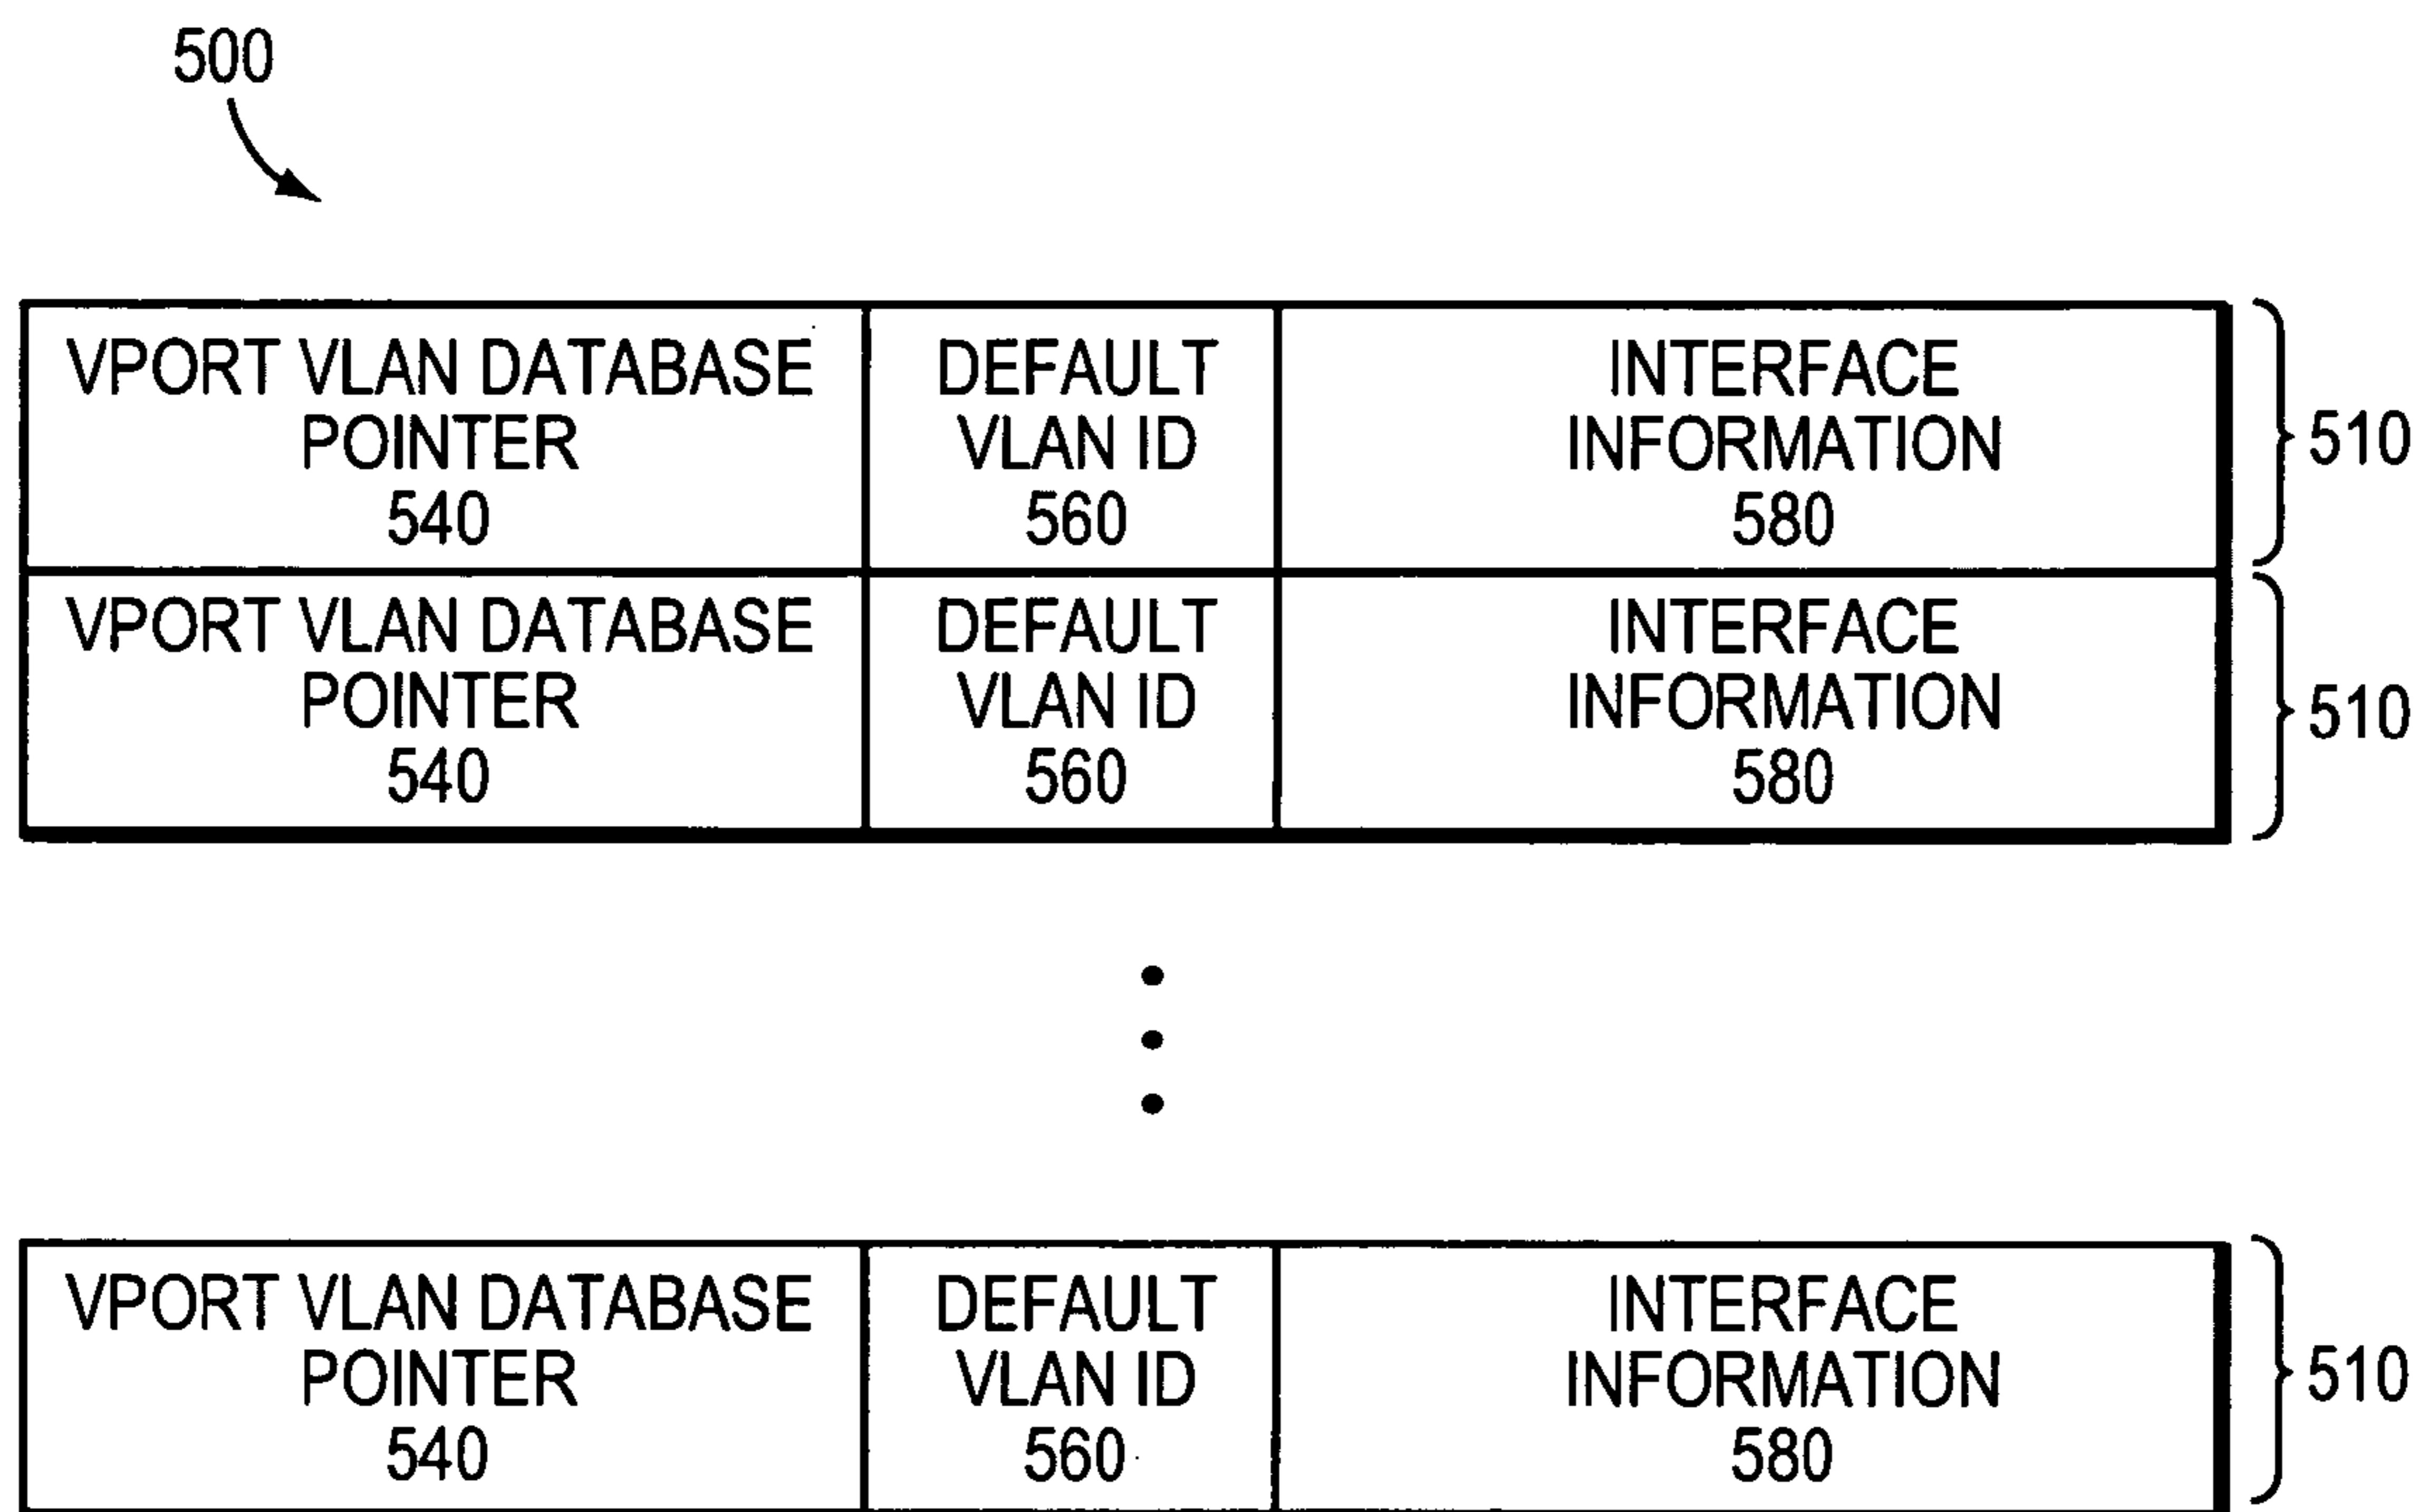 500
VPORT VLAN DATABASE
POINTER
540
DEFAULT
VLAN ID
560
INTERFACE
INFORMATION
580
510
VPORT VLAN DATABASE
POINTER
540
DEFAULT
VLAN ID
560
INTERFACE
INFORMATION
580
510
VPORT VLAN DATABASE
POINTER
540
DEFAULT
VLAN ID
560
INTERFACE
INFORMATION
580
510